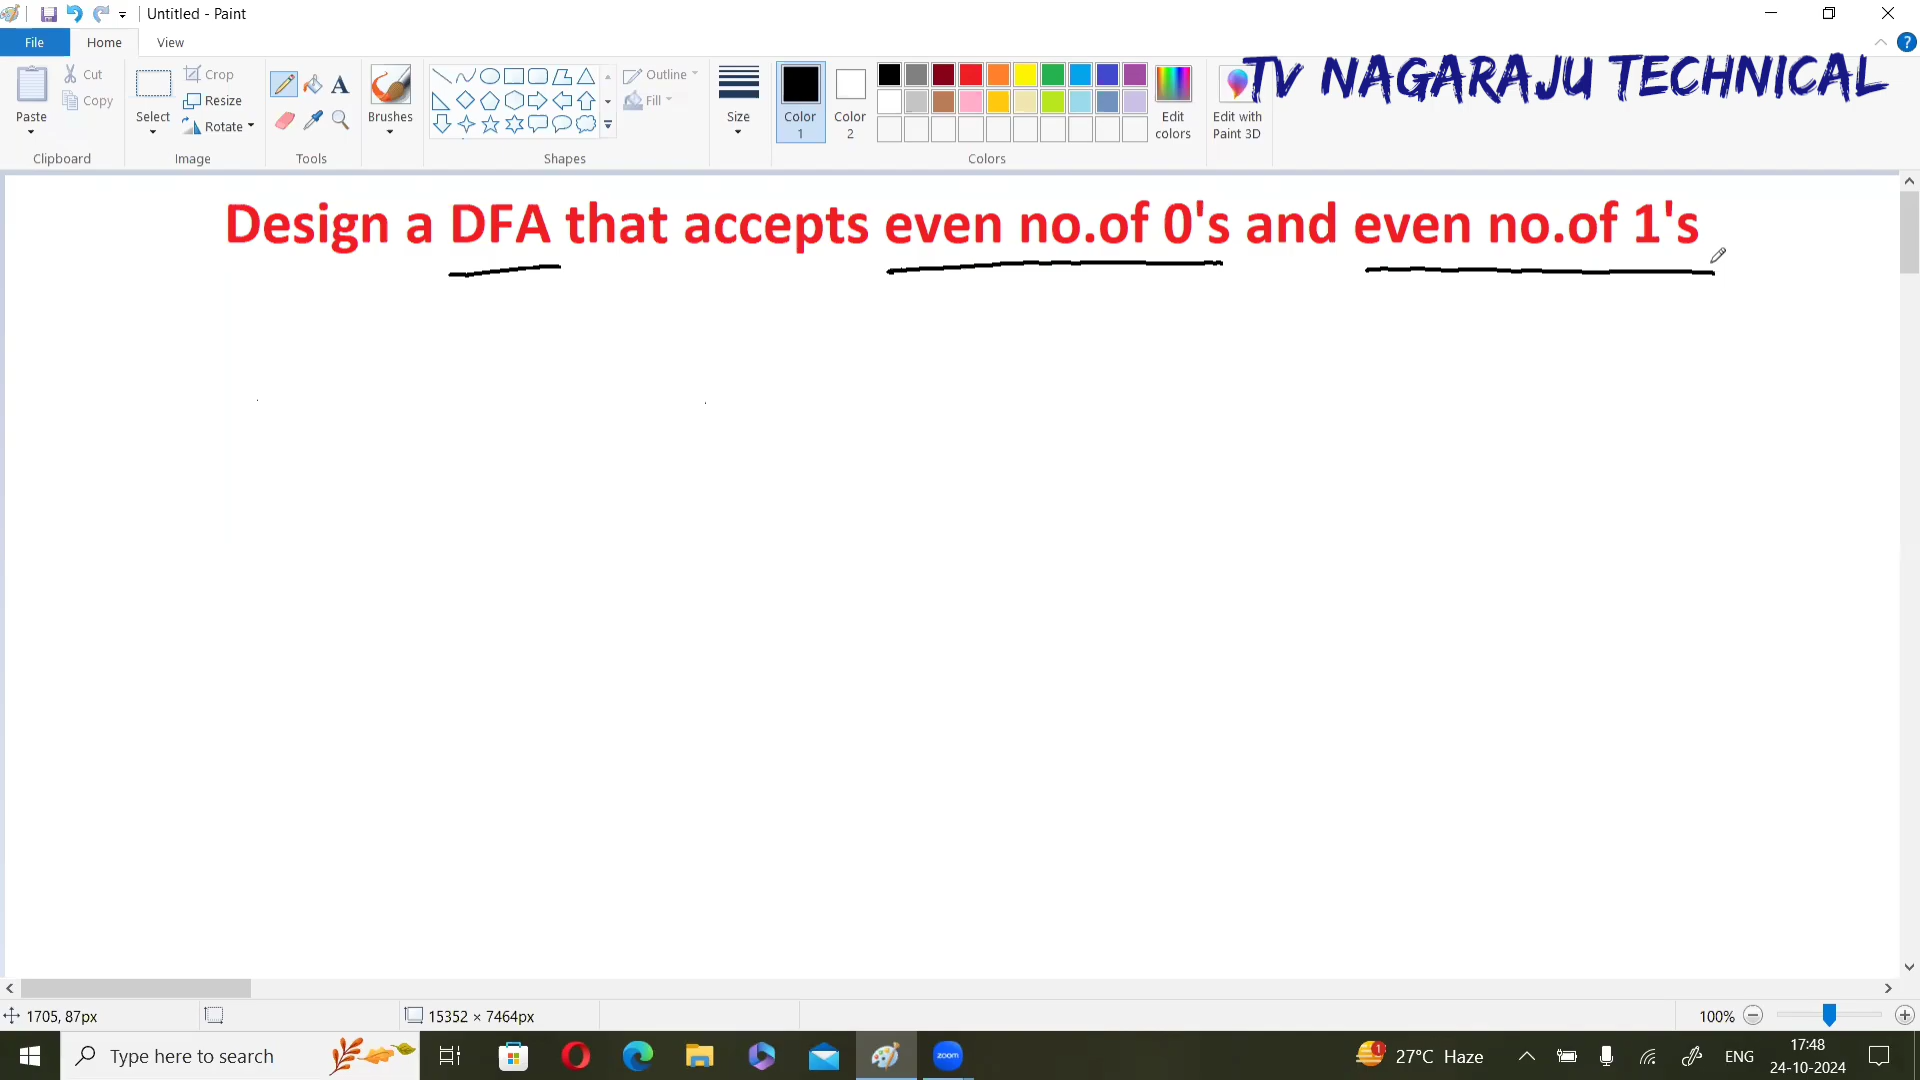 Untitled - Paint
File Home View
TV NAGARAJU TECHNICAL
Paste
Cut
Copy
Clipboard
Select
Crop
Resize
Rotate
Image
Tools
Brushes
Outline
Fill
Shapes
Size
Color 1
Color 2
Colors
Edit colors
Edit with Paint 3D
Design a DFA that accepts even no.of 0's and even no.of 1's
1705, 87px
15352 × 7464px
100%
Type here to search
zoom
1
27°C Haze
ENG
17:48
24-10-2024